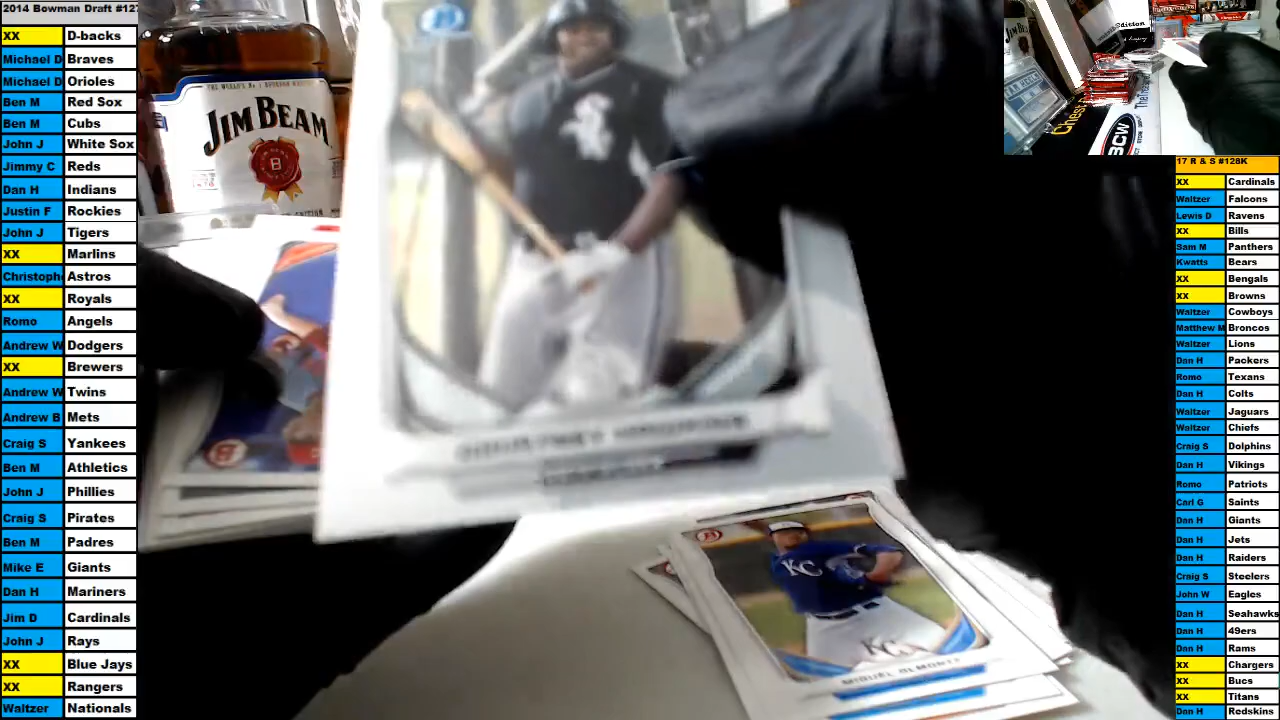 2014 Bowman Draft #127
XX D-backs
Michael D Braves
Michael D Orioles
Ben M Red Sox
Ben M Cubs
John J White Sox
Jimmy C Reds
Dan H Indians
Justin F Rockies
John J Tigers
XX Marlins
Christoph Astros
XX Royals
Romo Angels
Andrew W Dodgers
XX Brewers
Andrew W Twins
Andrew B Mets
Craig S Yankees
Ben M Athletics
John J Phillies
Craig S Pirates
Ben M Padres
Mike E Giants
Dan H Mariners
Jim D Cardinals
John J Rays
XX Blue Jays
XX Rangers
Waltzer Nationals
JIM BEAM
B
KC
KC
MIGUEL ALMONTE
BCW
17 R & S #128K
XX Cardinals
Waltzer Falcons
Lewis D Ravens
XX Bills
Sam M Panthers
Kwatts Bears
XX Bengals
XX Browns
Waltzer Cowboys
Matthew M Broncos
Waltzer Lions
Dan H Packers
Romo Texans
Dan H Colts
Waltzer Jaguars
Waltzer Chiefs
Craig S Dolphins
Dan H Vikings
Romo Patriots
Carl G Saints
Dan H Giants
Dan H Jets
Dan H Raiders
Craig S Steelers
John W Eagles
Dan H Seahawks
Dan H 49ers
Dan H Rams
XX Chargers
XX Bucs
XX Titans
Dan H Redskins